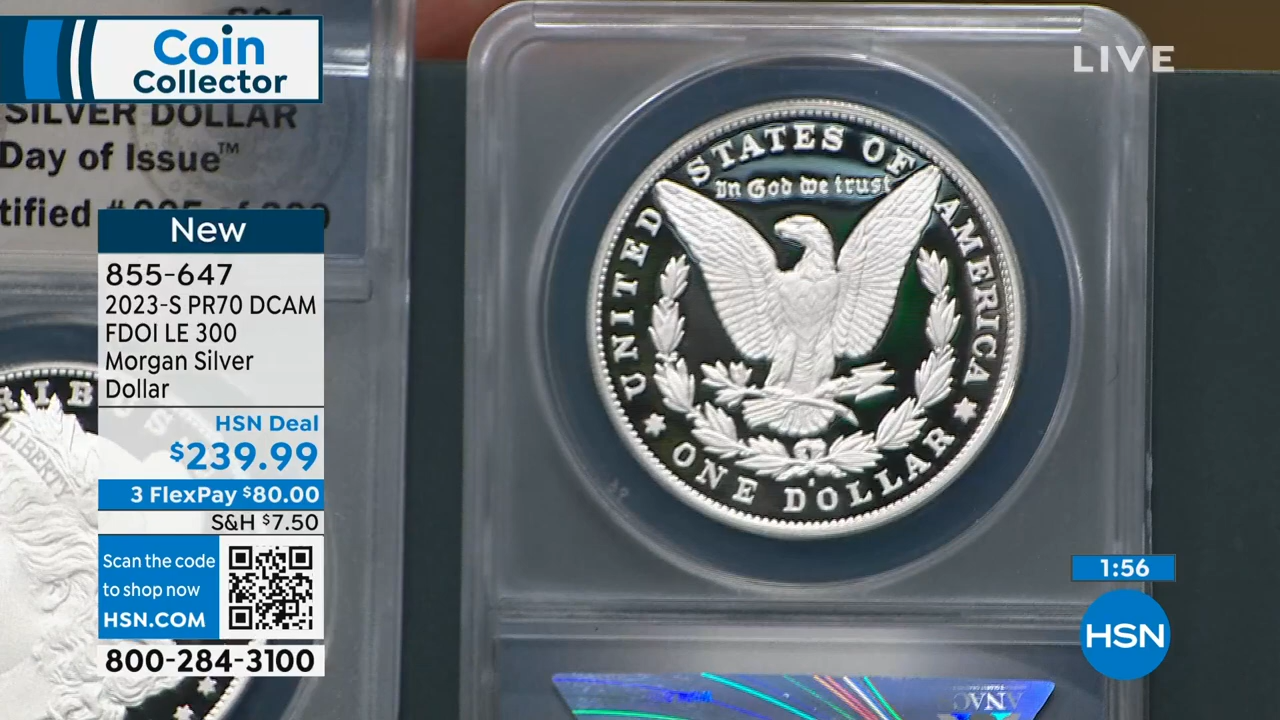 Coin
Collector
LIVE
SILVER DOLLAR
Day of Issue™
New
855-647
2023-S PR70 DCAM
FDOI LE 300
Morgan Silver
Dollar
HSN Deal
$239.99
3 FlexPay $80.00
S&H $7.50
Scan the code
to shop now
HSN.COM
800-284-3100
LIBERTY
UNITED STATES OF AMERICA
In God we trust
ONE DOLLAR
1:56
HSN
ANAC